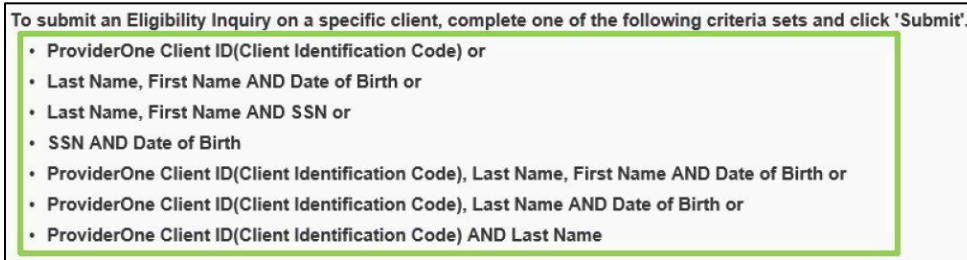 To submit an Eligibility Inquiry on a specific client, complete one of the following criteria sets and click 'Submit'.
• ProviderOne Client ID(Client Identification Code) or
• Last Name, First Name AND Date of Birth or
• Last Name, First Name AND SSN or
• SSN AND Date of Birth
• ProviderOne Client ID(Client Identification Code), Last Name, First Name AND Date of Birth or
• ProviderOne Client ID(Client Identification Code), Last Name AND Date of Birth or
• ProviderOne Client ID(Client Identification Code) AND Last Name